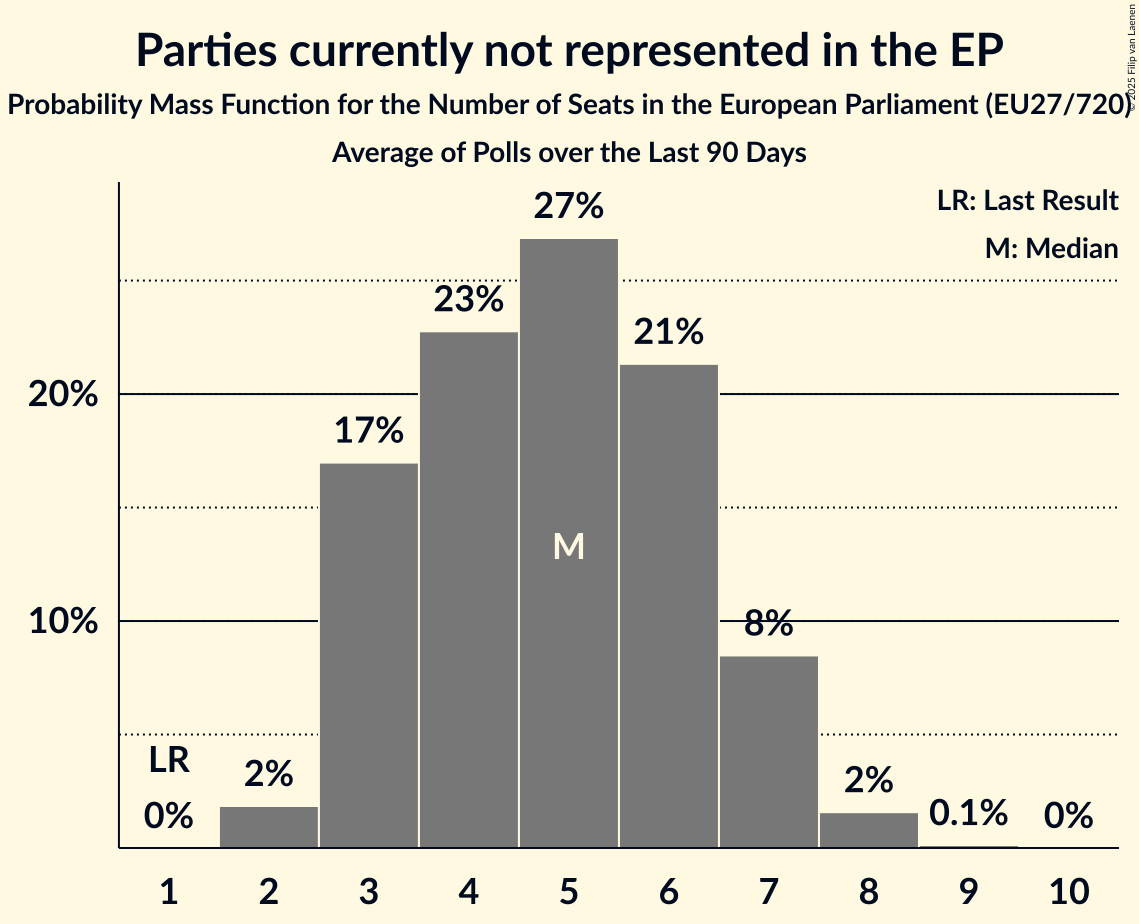 Parties currently not represented in the EP
Probability Mass Function for the Number of Seats in the European Parliament (EU27/720)
Average of Polls over the Last 90 Days
© 2025 Filip van Laenen
LR: Last Result
M: Median
27%
23%
21%
20%
17%
M
10%
8%
LR
0%
2%
2%
0.1%
0%
1 2 3 4 5 6 7 8 9 10